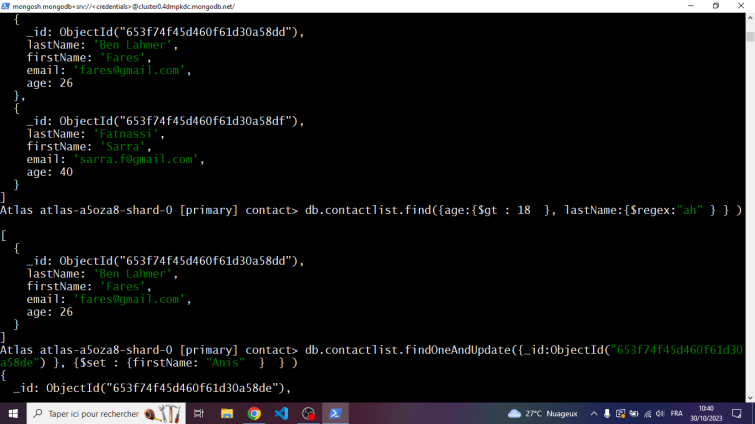 mongosh mongodb+srv://<credentials>@cluster0.4dmpkdc.mongodb.net/
{
_id: ObjectId("653f74f45d460f61d30a58dd"),
lastName: 'Ben Lahmer',
firstName: 'Fares',
email: 'fares@gmail.com',
age: 26
},
{
_id: ObjectId("653f74f45d460f61d30a58df"),
lastName: 'Fatnassi',
firstName: 'Sarra',
email: 'sarra.f@gmail.com',
age: 40
}
]
Atlas atlas-a5oza8-shard-0 [primary] contact> db.contactlist.find({age:{$gt : 18  }, lastName:{$regex:"ah" } } )
[
{
_id: ObjectId("653f74f45d460f61d30a58dd"),
lastName: 'Ben Lahmer',
firstName: 'Fares',
email: 'fares@gmail.com',
age: 26
}
]
Atlas atlas-a5oza8-shard-0 [primary] contact> db.contactlist.findOneAndUpdate({_id:ObjectId("653f74f45d460f61d30
a58de") }, {$set : {firstName: "Anis"  }  } )
{
_id: ObjectId("653f74f45d460f61d30a58de"),
Taper ici pour rechercher
27°C Nuageux
FRA
10:40
30/10/2023